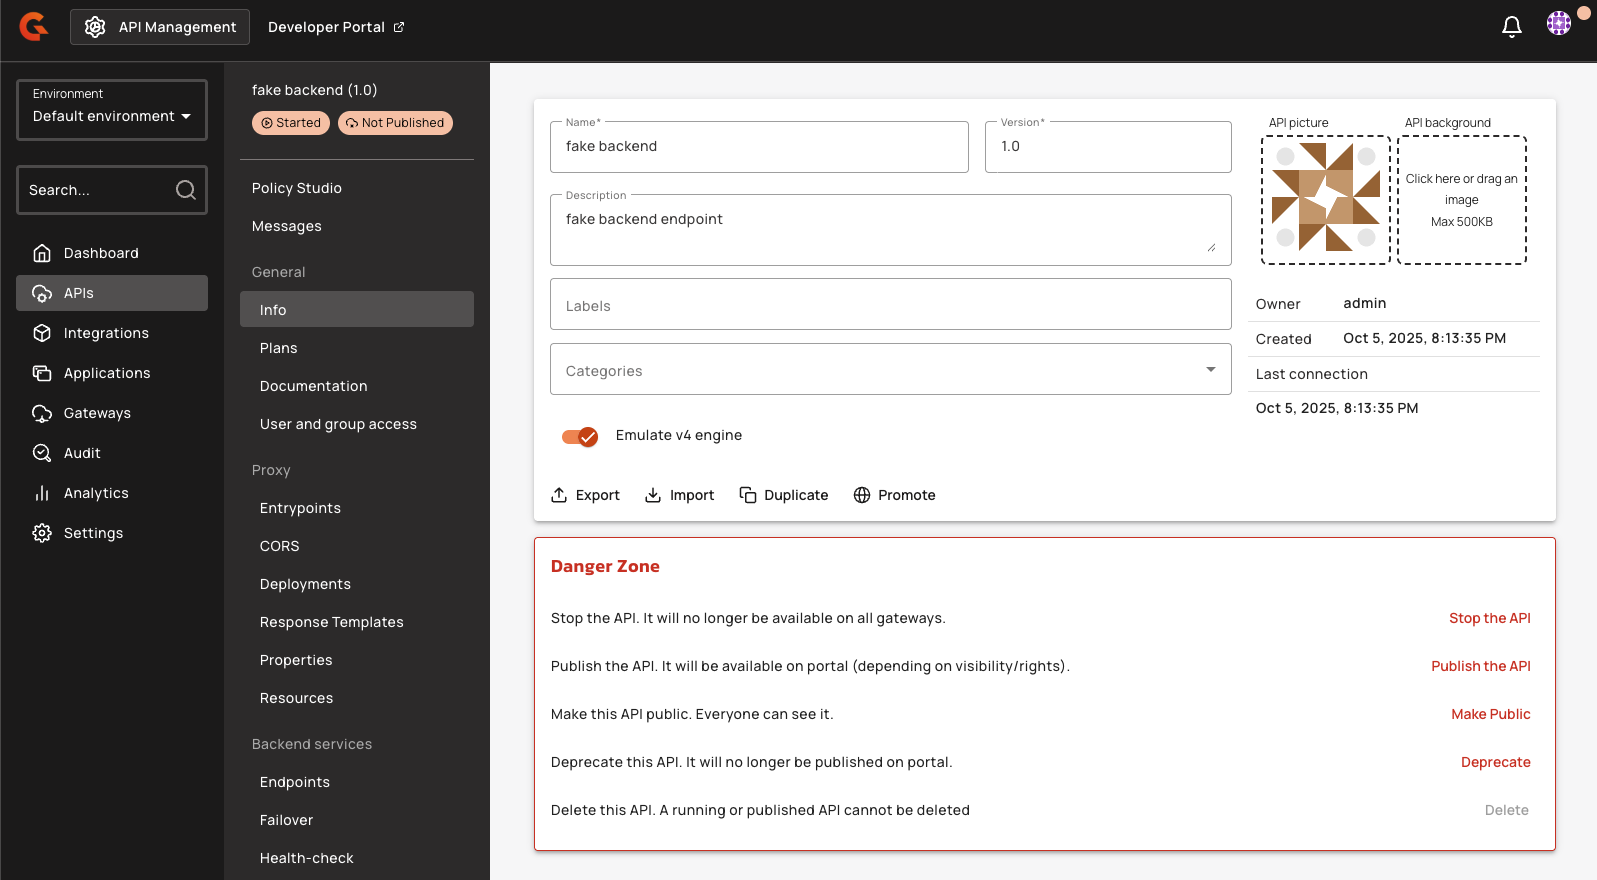 API Management
Developer Portal
Environment
Default environment
Search...
Dashboard
APIs
Integrations
Applications
Gateways
Audit
Analytics
Settings
fake backend (1.0)
Started
Not Published
Policy Studio
Messages
General
Info
Plans
Documentation
User and group access
Proxy
Entrypoints
CORS
Deployments
Response Templates
Properties
Resources
Backend services
Endpoints
Failover
Health-check
Name*
fake backend
Version*
1.0
Description
fake backend endpoint
Labels
Categories
Emulate v4 engine
Export
Import
Duplicate
Promote
API picture
API background
Click here or drag an
image
Max 500KB
Owner admin
Created Oct 5, 2025, 8:13:35 PM
Last connection
Oct 5, 2025, 8:13:35 PM
Danger Zone
Stop the API. It will no longer be available on all gateways.
Stop the API
Publish the API. It will be available on portal (depending on visibility/rights).
Publish the API
Make this API public. Everyone can see it.
Make Public
Deprecate this API. It will no longer be published on portal.
Deprecate
Delete this API. A running or published API cannot be deleted
Delete